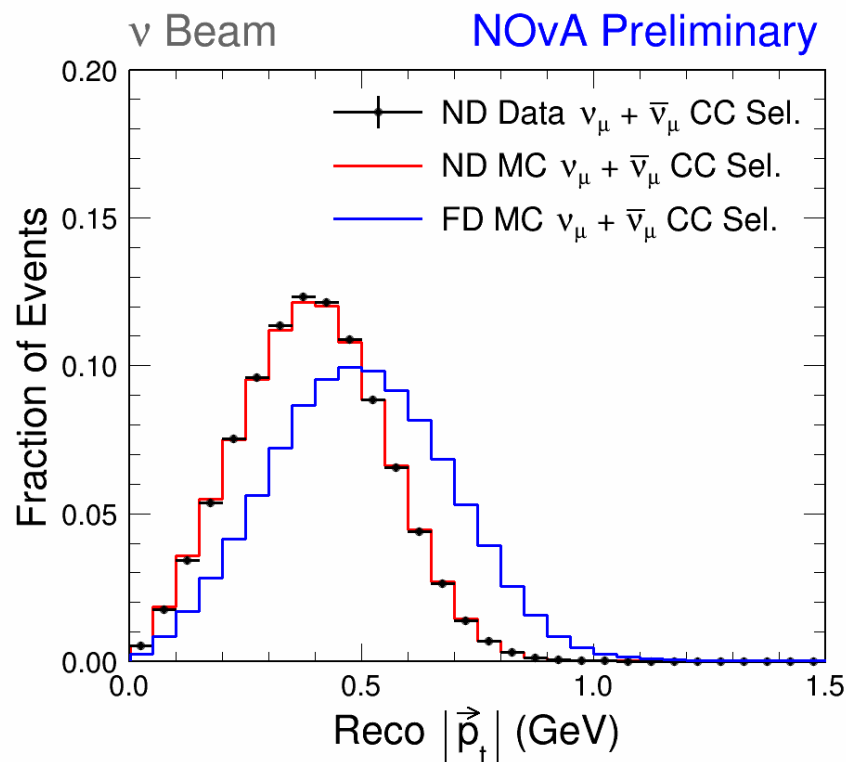 ν Beam NOvA Preliminary
0.20
ND Data ν_μ + ν̄_μ CC Sel.
ND MC ν_μ + ν̄_μ CC Sel.
FD MC ν_μ + ν̄_μ CC Sel.
0.15
0.10
0.05
0.00
Fraction of Events
0.0 0.5 1.0 1.5
Reco |p⃗_t| (GeV)